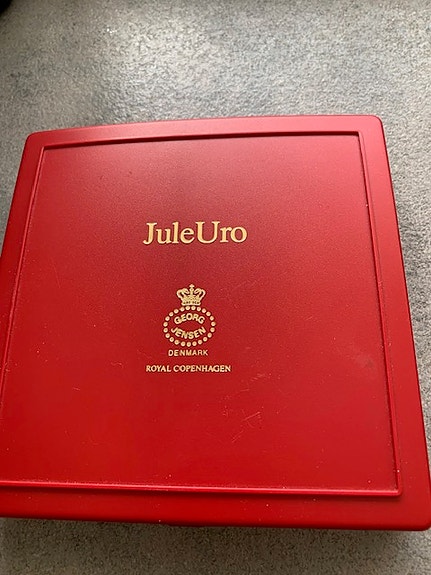 JuleUro
GEORG
JENSEN
DENMARK
ROYAL COPENHAGEN